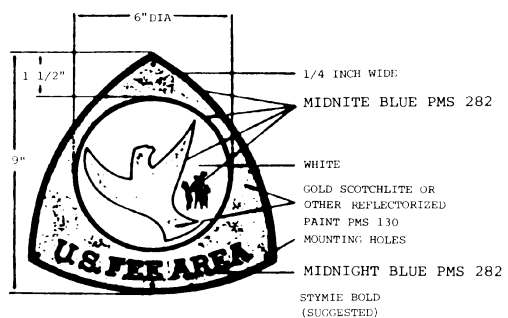 6" DIA
1 1/2"
1/4 INCH WIDE
MIDNITE BLUE PMS 282
9"
WHITE
GOLD SCOTCHLITE OR
OTHER REFLECTORIZED
PAINT PMS 130
MOUNTING HOLES
U.S. FEE AREA
MIDNIGHT BLUE PMS 282
STYMIE BOLD
(SUGGESTED)